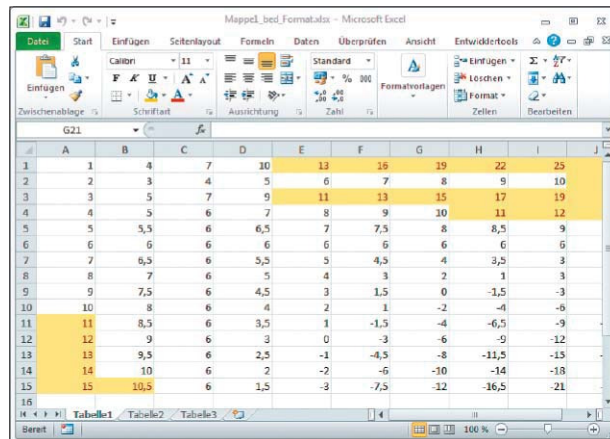 Mappe1_bed_Format.xlsx - Microsoft Excel
Datei Start Einfügen Seitenlayout Formeln Daten Überprüfen Ansicht Entwicklertools
Calibri 11 Standard Einfügen Σ
Einfügen F K U A A % 000 Formatvorlagen Löschen
A Format
Zwischenablage Schriftart Ausrichtung Zahl Zellen Bearbeiten
G21 fx
A B C D E F G H I J
1 1 4 7 10 13 16 19 22 25
2 2 3 4 5 6 7 8 9 10
3 3 5 7 9 11 13 15 17 19
4 4 5 6 7 8 9 10 11 12
5 5 5,5 6 6,5 7 7,5 8 8,5 9
6 6 6 6 6 6 6 6 6 6
7 7 6,5 6 5,5 5 4,5 4 3,5 3
8 8 7 6 5 4 3 2 1 3
9 9 7,5 6 4,5 3 1,5 0 -1,5 -3
10 10 8 6 4 2 1 -2 -4 -6
11 11 8,5 6 3,5 1 -1,5 -4 -6,5 -9
12 12 9 6 3 0 -3 -6 -9 -12
13 13 9,5 6 2,5 -1 -4,5 -8 -11,5 -15
14 14 10 6 2 -2 -6 -10 -14 -18
15 15 10,5 6 1,5 -3 -7,5 -12 -16,5 -21
16
Tabelle1 Tabelle2 Tabelle3
Bereit 100 %